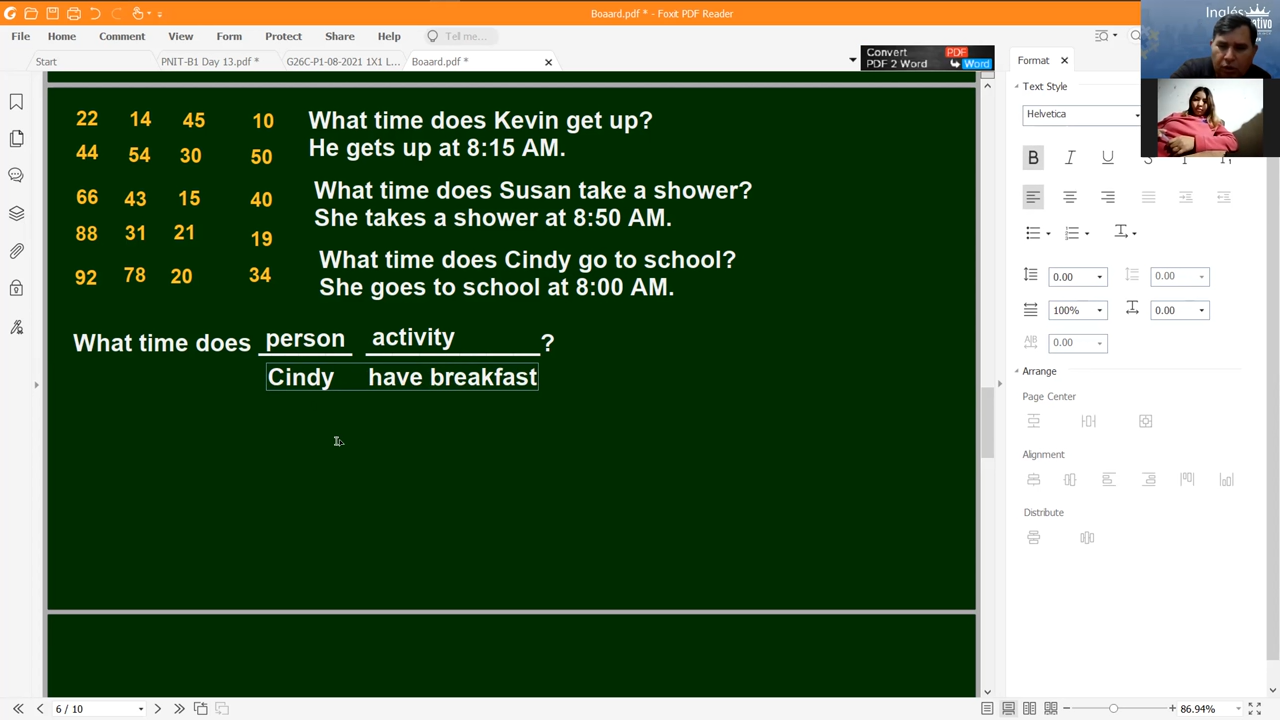 Boaard.pdf * - Foxit PDF Reader
Inglés
File Home Comment View Form Protect Share Help Tell me...
Start PNIT-B1 Day 13.pdf * G26C-P1-08-2021 1X1 L... Boaard.pdf *
Convert PDF
PDF 2 Word Word
Format
Text Style
Helvetica
B I U
22 14 45 10
44 54 30 50
66 43 15 40
88 31 21 19
92 78 20 34
What time does Kevin get up?
He gets up at 8:15 AM.
What time does Susan take a shower?
She takes a shower at 8:50 AM.
What time does Cindy go to school?
She goes to school at 8:00 AM.
What time does person activity ?
Cindy have breakfast
0.00 0.00
100% 0.00
0.00
Arrange
Page Center
Alignment
Distribute
6 / 10
86.94%